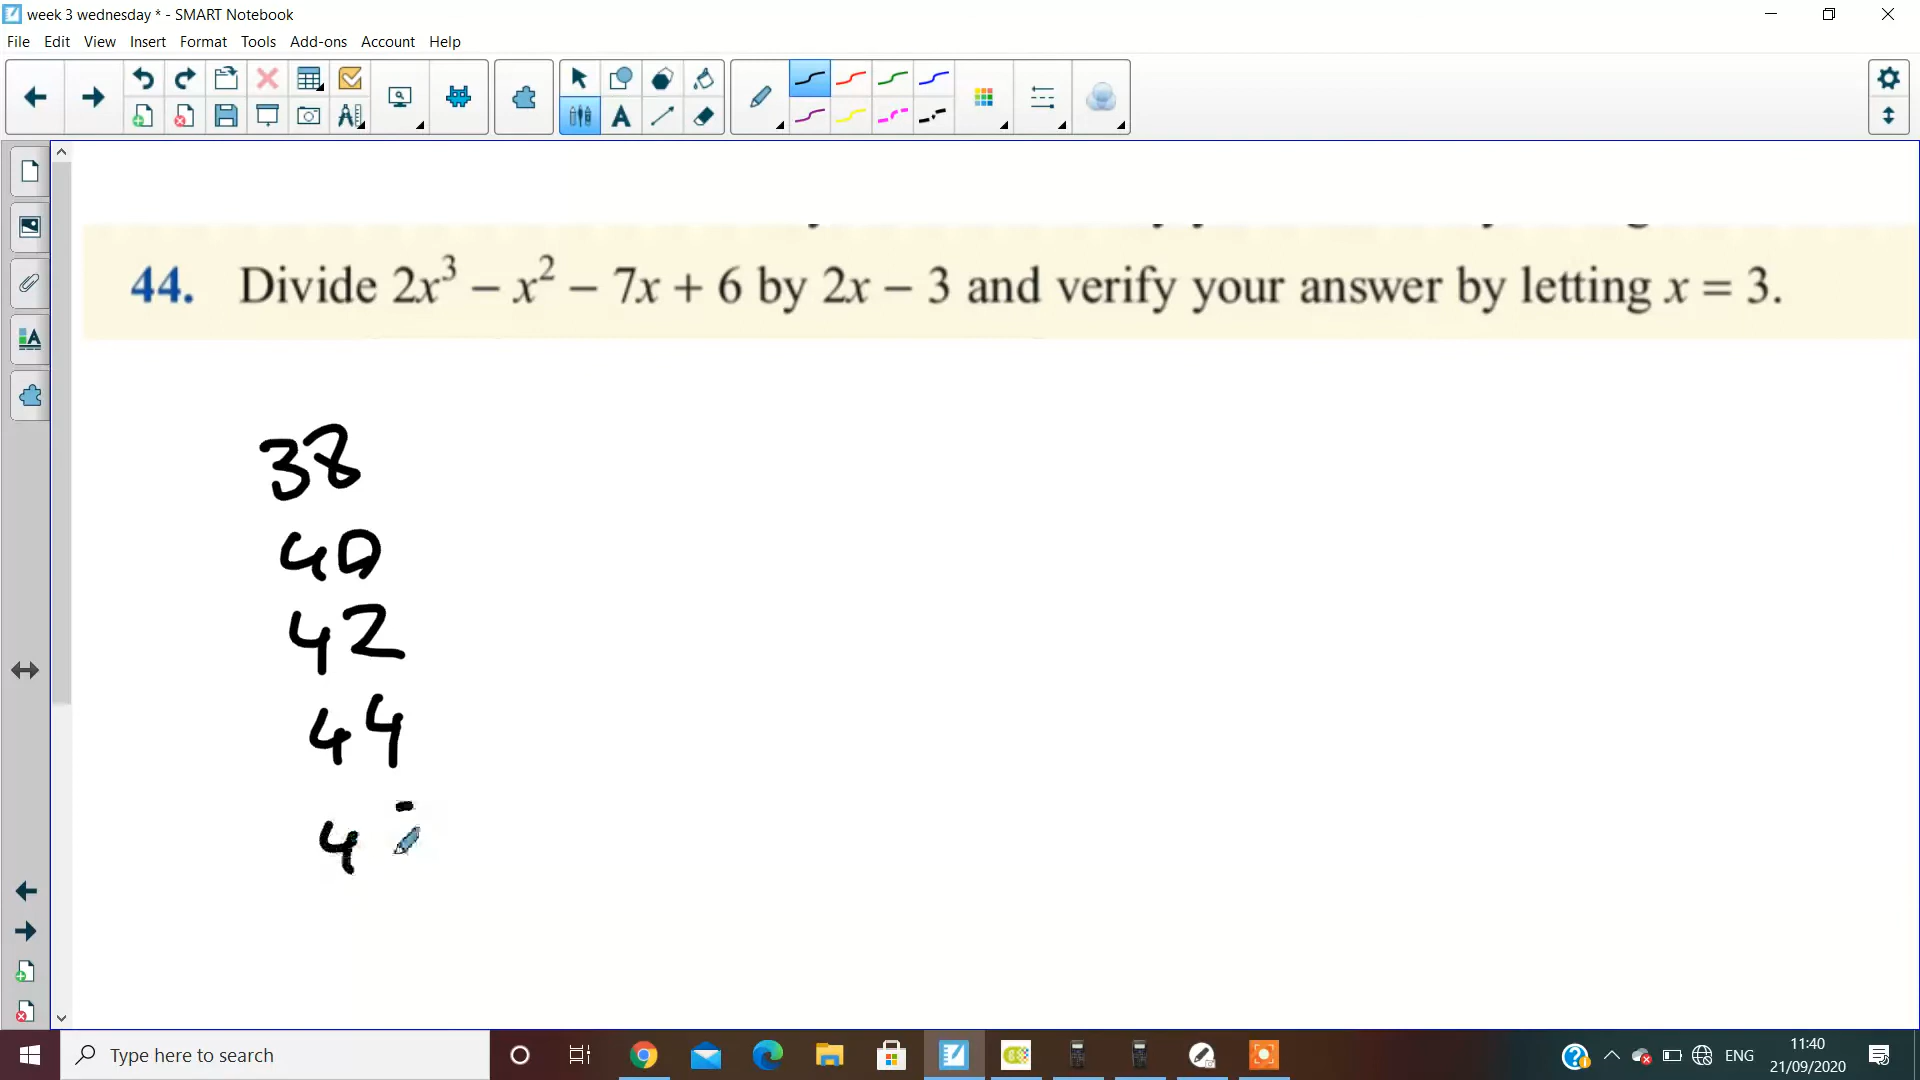 week 3 wednesday * - SMART Notebook
File Edit View Insert Format Tools Add-ons Account Help
44. Divide 2x³ − x² − 7x + 6 by 2x − 3 and verify your answer by letting x = 3.
38
40
42
44
4
Type here to search
ENG
11:40
21/09/2020